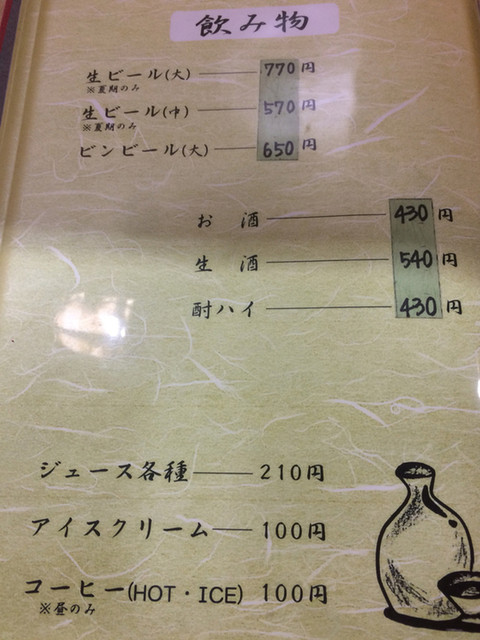 飲み物
生ビール(大) 770円
※夏期のみ
生ビール(中) 570円
※夏期のみ
ビンビール(大) 650円
お 酒 430円
生 酒 540円
酎ハイ 430円
ジュース各種 210円
アイスクリーム 100円
コーヒー(HOT・ICE) 100円
※昼のみ